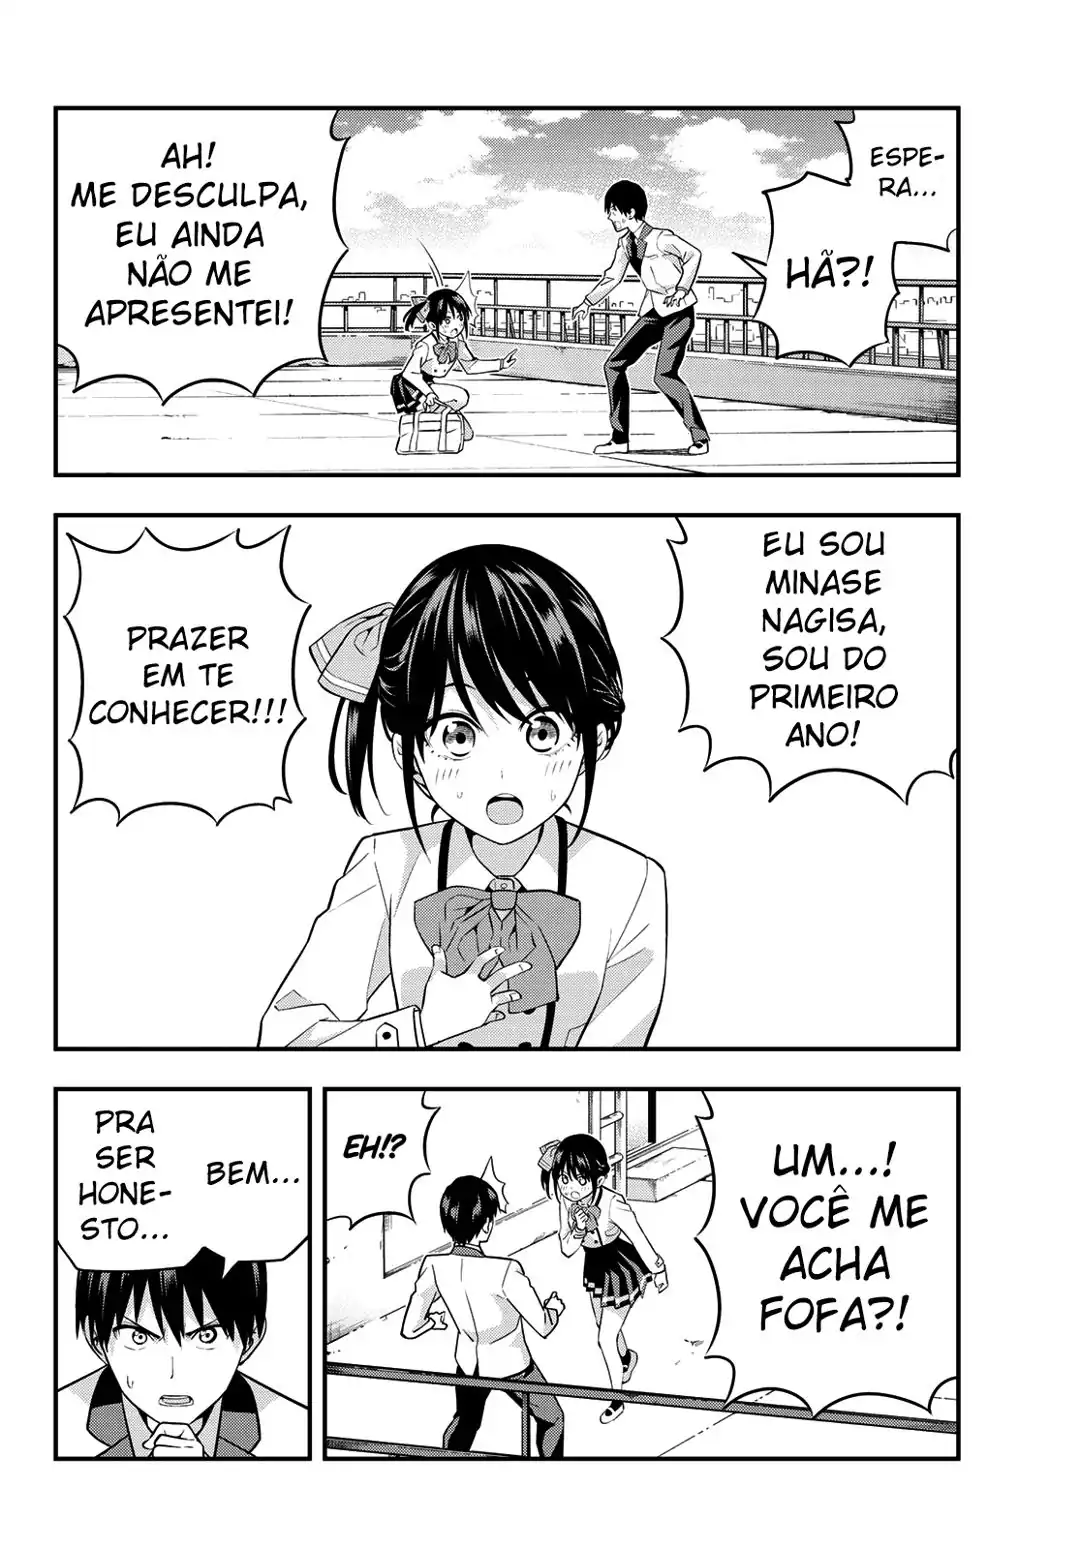 ESPE-
RA...
HÃ?!
AH!
ME DESCULPA,
EU AINDA
NÃO ME
APRESENTEI!
EU SOU
MINASE
NAGISA,
SOU DO
PRIMEIRO
ANO!
PRAZER
EM TE
CONHECER!!!
UM...!
VOCÊ ME
ACHA
FOFA?!
EH!?
BEM...
PRA
SER
HONE-
STO...